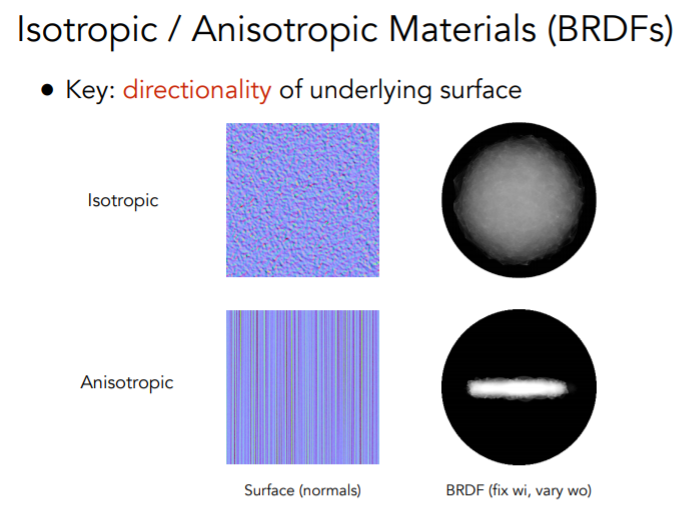 Isotropic / Anisotropic Materials (BRDFs)
● Key: directionality of underlying surface
Isotropic
Anisotropic
Surface (normals)
BRDF (fix wi, vary wo)